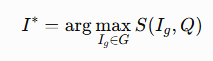 I* = arg max_{I_g∈G} S(I_g, Q)